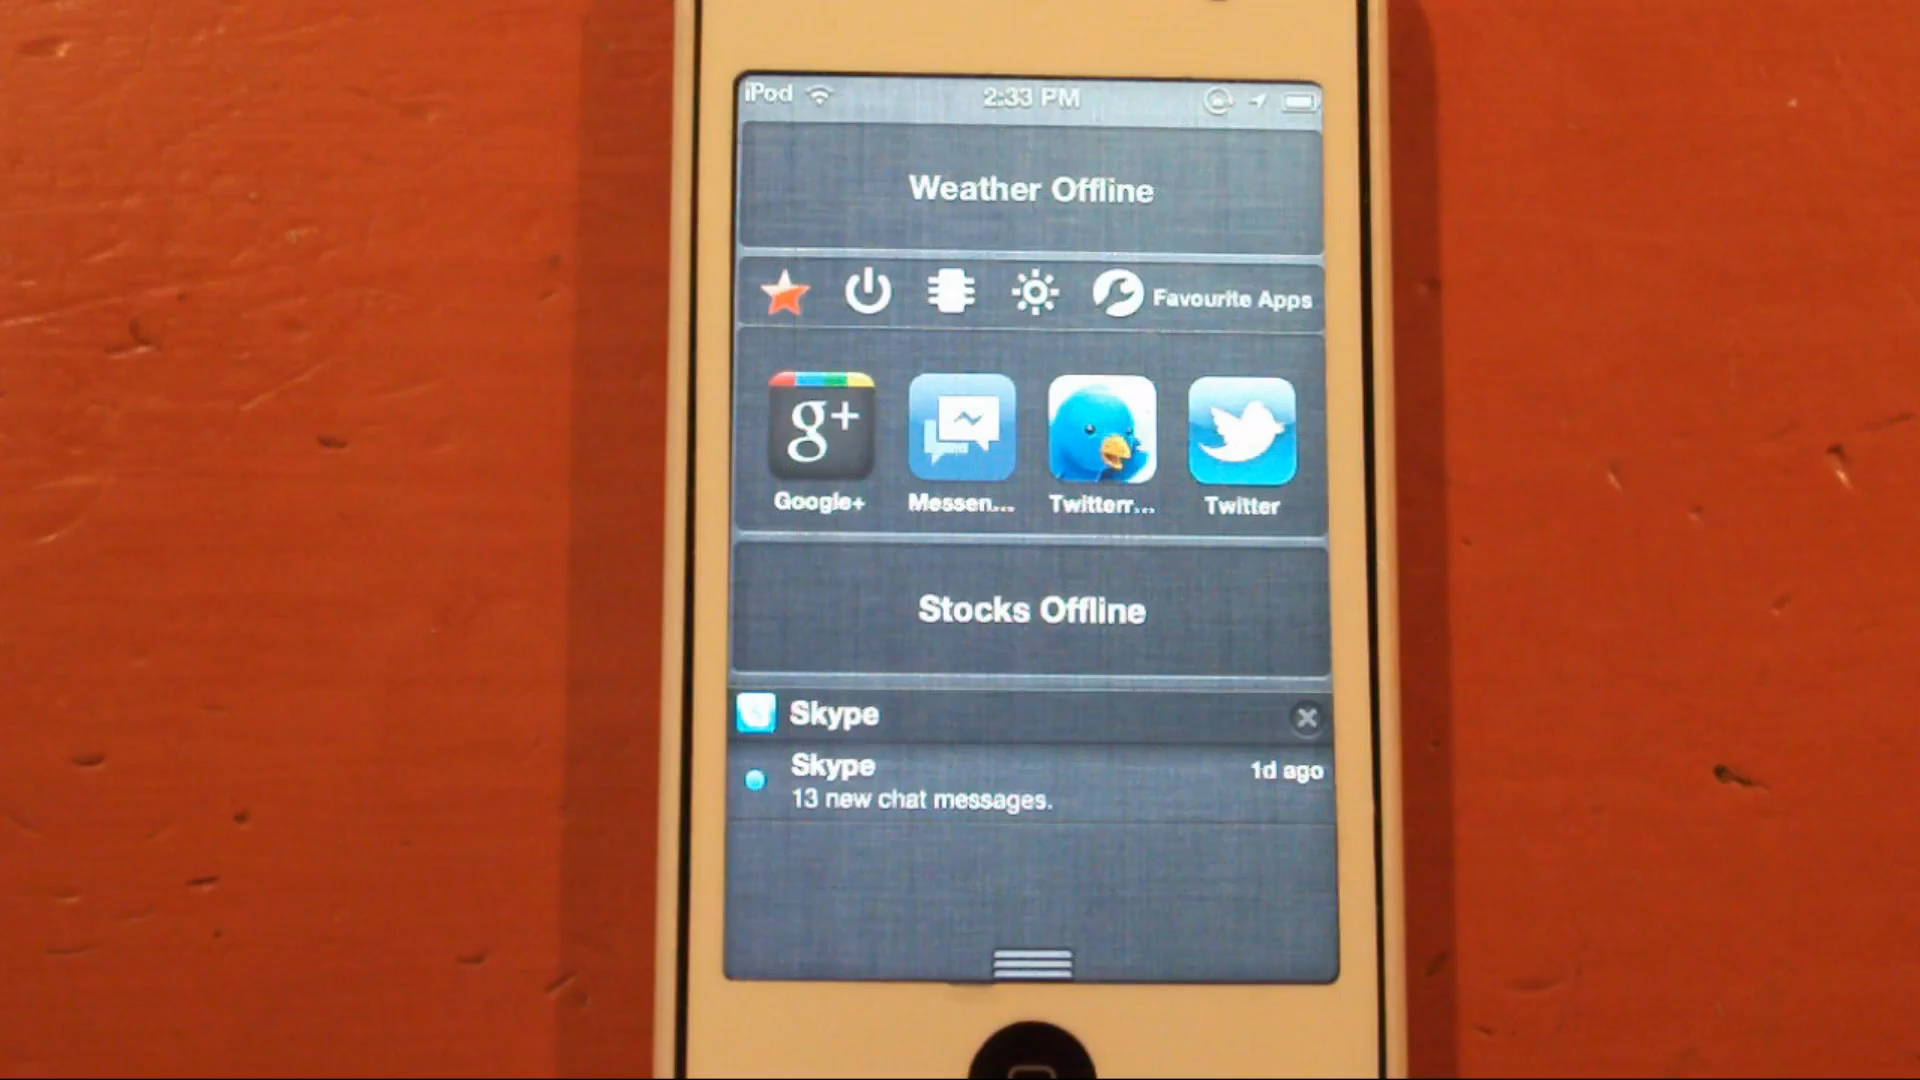 iPod 2:33 PM
Weather Offline
Favourite Apps
g+
Google+ Messen... Twitterr... Twitter
Stocks Offline
Skype
Skype 1d ago
13 new chat messages.